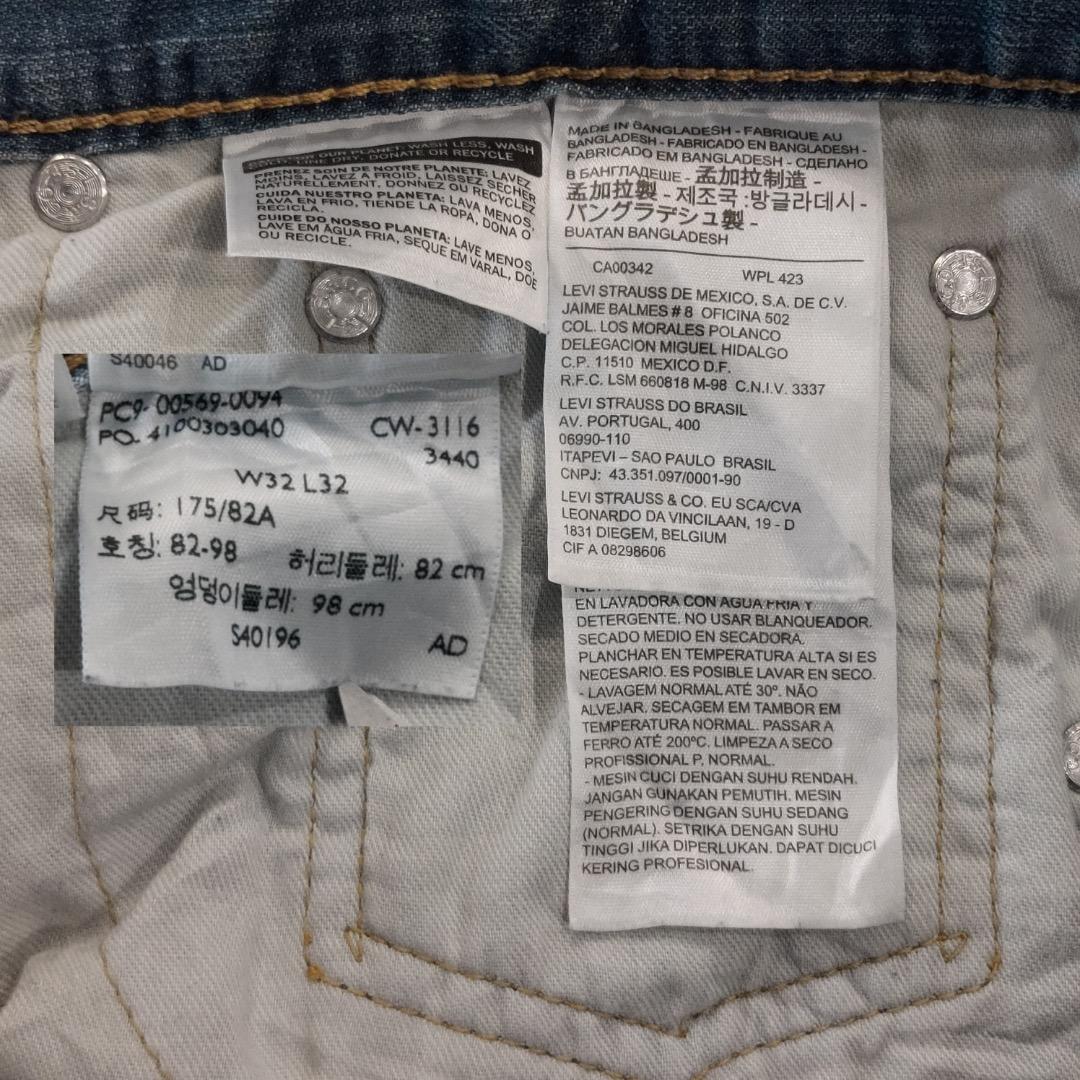 COLD, FOR OUR PLANET: WASH LESS, WASH
LINE DRY, DONATE OR RECYCLE
PRENEZ SOIN DE NOTRE PLANETE: LAVEZ
MOINS, LAVEZ A FROID, LAISSEZ SECHER
NATURELLEMENT, DONNEZ OU RECYCLEZ
CUIDA NUESTRO PLANETA: LAVA MENOS,
LAVA EN FRIO, TIENDE LA ROPA, DONA O
RECICLA.
CUIDE DO NOSSO PLANETA: LAVE MENOS,
LAVE EM ÁGUA FRIA, SEQUE EM VARAL, DOE
OU RECICLE.
MADE IN BANGLADESH - FABRIQUE AU
BANGLADESH - FABRICADO EN BANGLADESH -
FABRICADO EM BANGLADESH - СДЕЛАНО
В БАНГЛАДЕШЕ - 孟加拉制造 -
孟加拉製 - 제조국 :방글라데시 -
バングラデシュ製 -
BUATAN BANGLADESH
CA00342 WPL 423
LEVI STRAUSS DE MEXICO, S.A. DE C.V.
JAIME BALMES # 8 OFICINA 502
COL. LOS MORALES POLANCO
DELEGACION MIGUEL HIDALGO
C.P. 11510 MEXICO D.F.
R.F.C. LSM 660818 M-98 C.N.I.V. 3337
LEVI STRAUSS DO BRASIL
AV. PORTUGAL, 400
06990-110
ITAPEVI – SAO PAULO BRASIL
CNPJ: 43.351.097/0001-90
LEVI STRAUSS & CO. EU SCA/CVA
LEONARDO DA VINCILAAN, 19 - D
1831 DIEGEM, BELGIUM
CIF A 08298606
EN LAVADORA CON AGUA FRIA Y
DETERGENTE. NO USAR BLANQUEADOR.
SECADO MEDIO EN SECADORA.
PLANCHAR EN TEMPERATURA ALTA SI ES
NECESARIO. ES POSIBLE LAVAR EN SECO.
- LAVAGEM NORMAL ATÉ 30º. NÃO
ALVEJAR. SECAGEM EM TAMBOR EM
TEMPERATURA NORMAL. PASSAR A
FERRO ATÉ 200ºC. LIMPEZA A SECO
PROFISSIONAL P, NORMAL.
- MESIN CUCI DENGAN SUHU RENDAH.
JANGAN GUNAKAN PEMUTIH. MESIN
PENGERING DENGAN SUHU SEDANG
(NORMAL). SETRIKA DENGAN SUHU
TINGGI JIKA DIPERLUKAN. DAPAT DICUCI
KERING PROFESIONAL.
S40046 AD
PC9- 00569-0094
PO. 4100303040 CW-3116
3440
W32 L32
尺码: 175/82A
호칭: 82-98 허리둘레: 82 cm
엉덩이둘레: 98 cm
S40196 AD